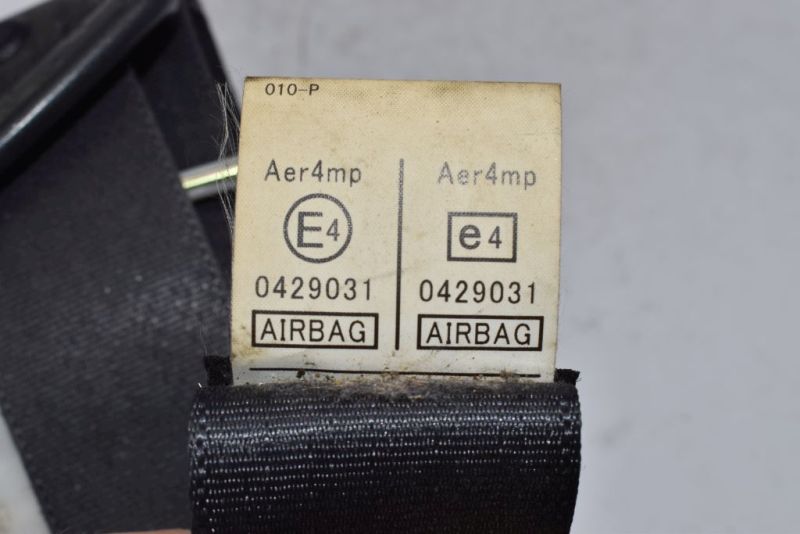 010-P
Aer4mp
E4
0429031
AIRBAG
Aer4mp
e4
0429031
AIRBAG